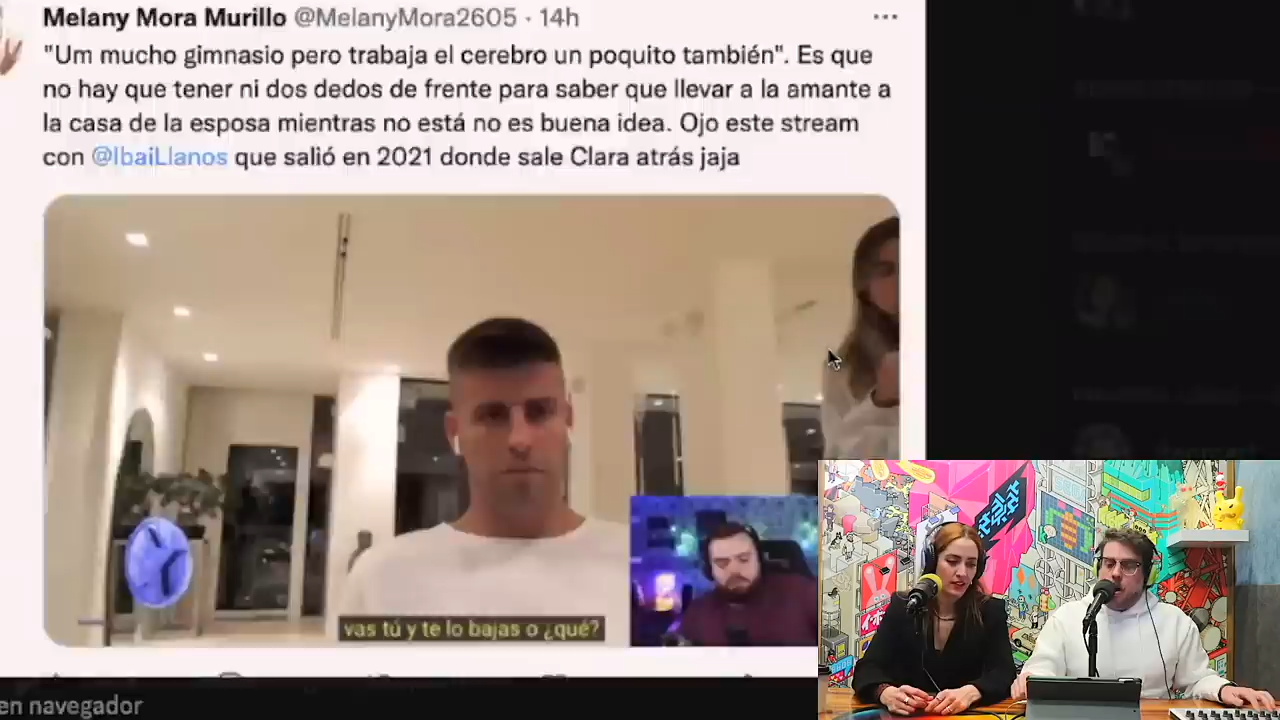 Melany Mora Murillo @MelanyMora2605 · 14h
"Um mucho gimnasio pero trabaja el cerebro un poquito también". Es que
no hay que tener ni dos dedos de frente para saber que llevar a la amante a
la casa de la esposa mientras no está no es buena idea. Ojo este stream
con @IbaiLlanos que salió en 2021 donde sale Clara atrás jaja
vas tú y te lo bajas o ¿qué?
en navegador